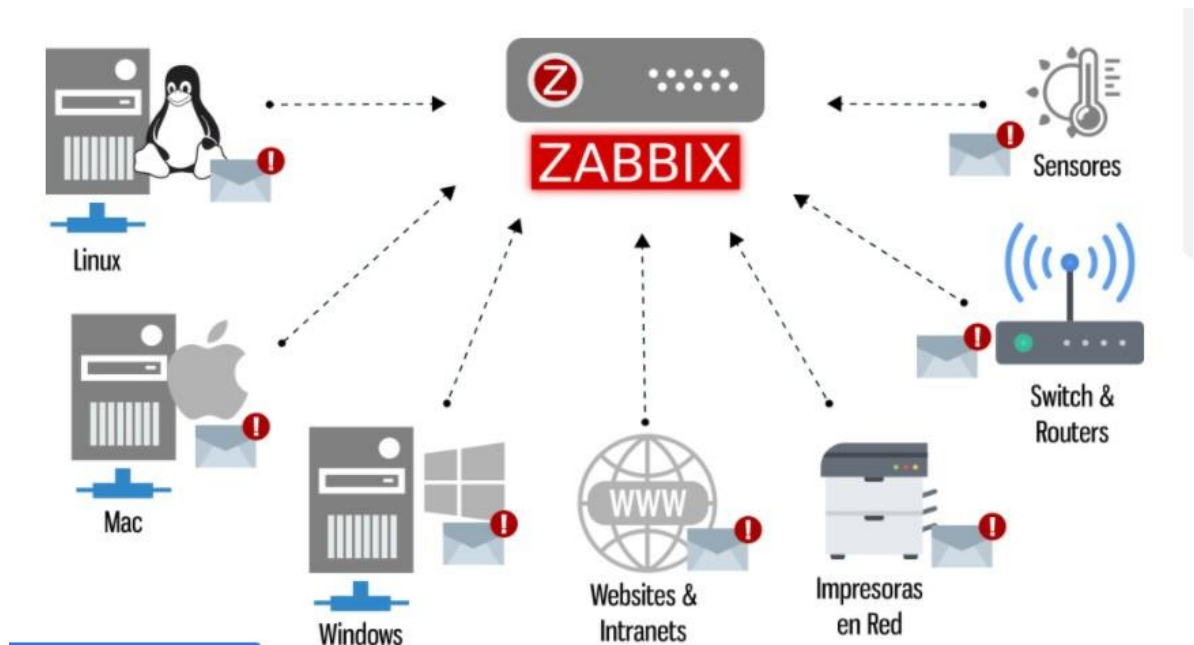 Z
ZABBIX
Sensores
Linux
Switch &
Routers
Mac
WWW
Windows
Websites &
Intranets
Impresoras
en Red